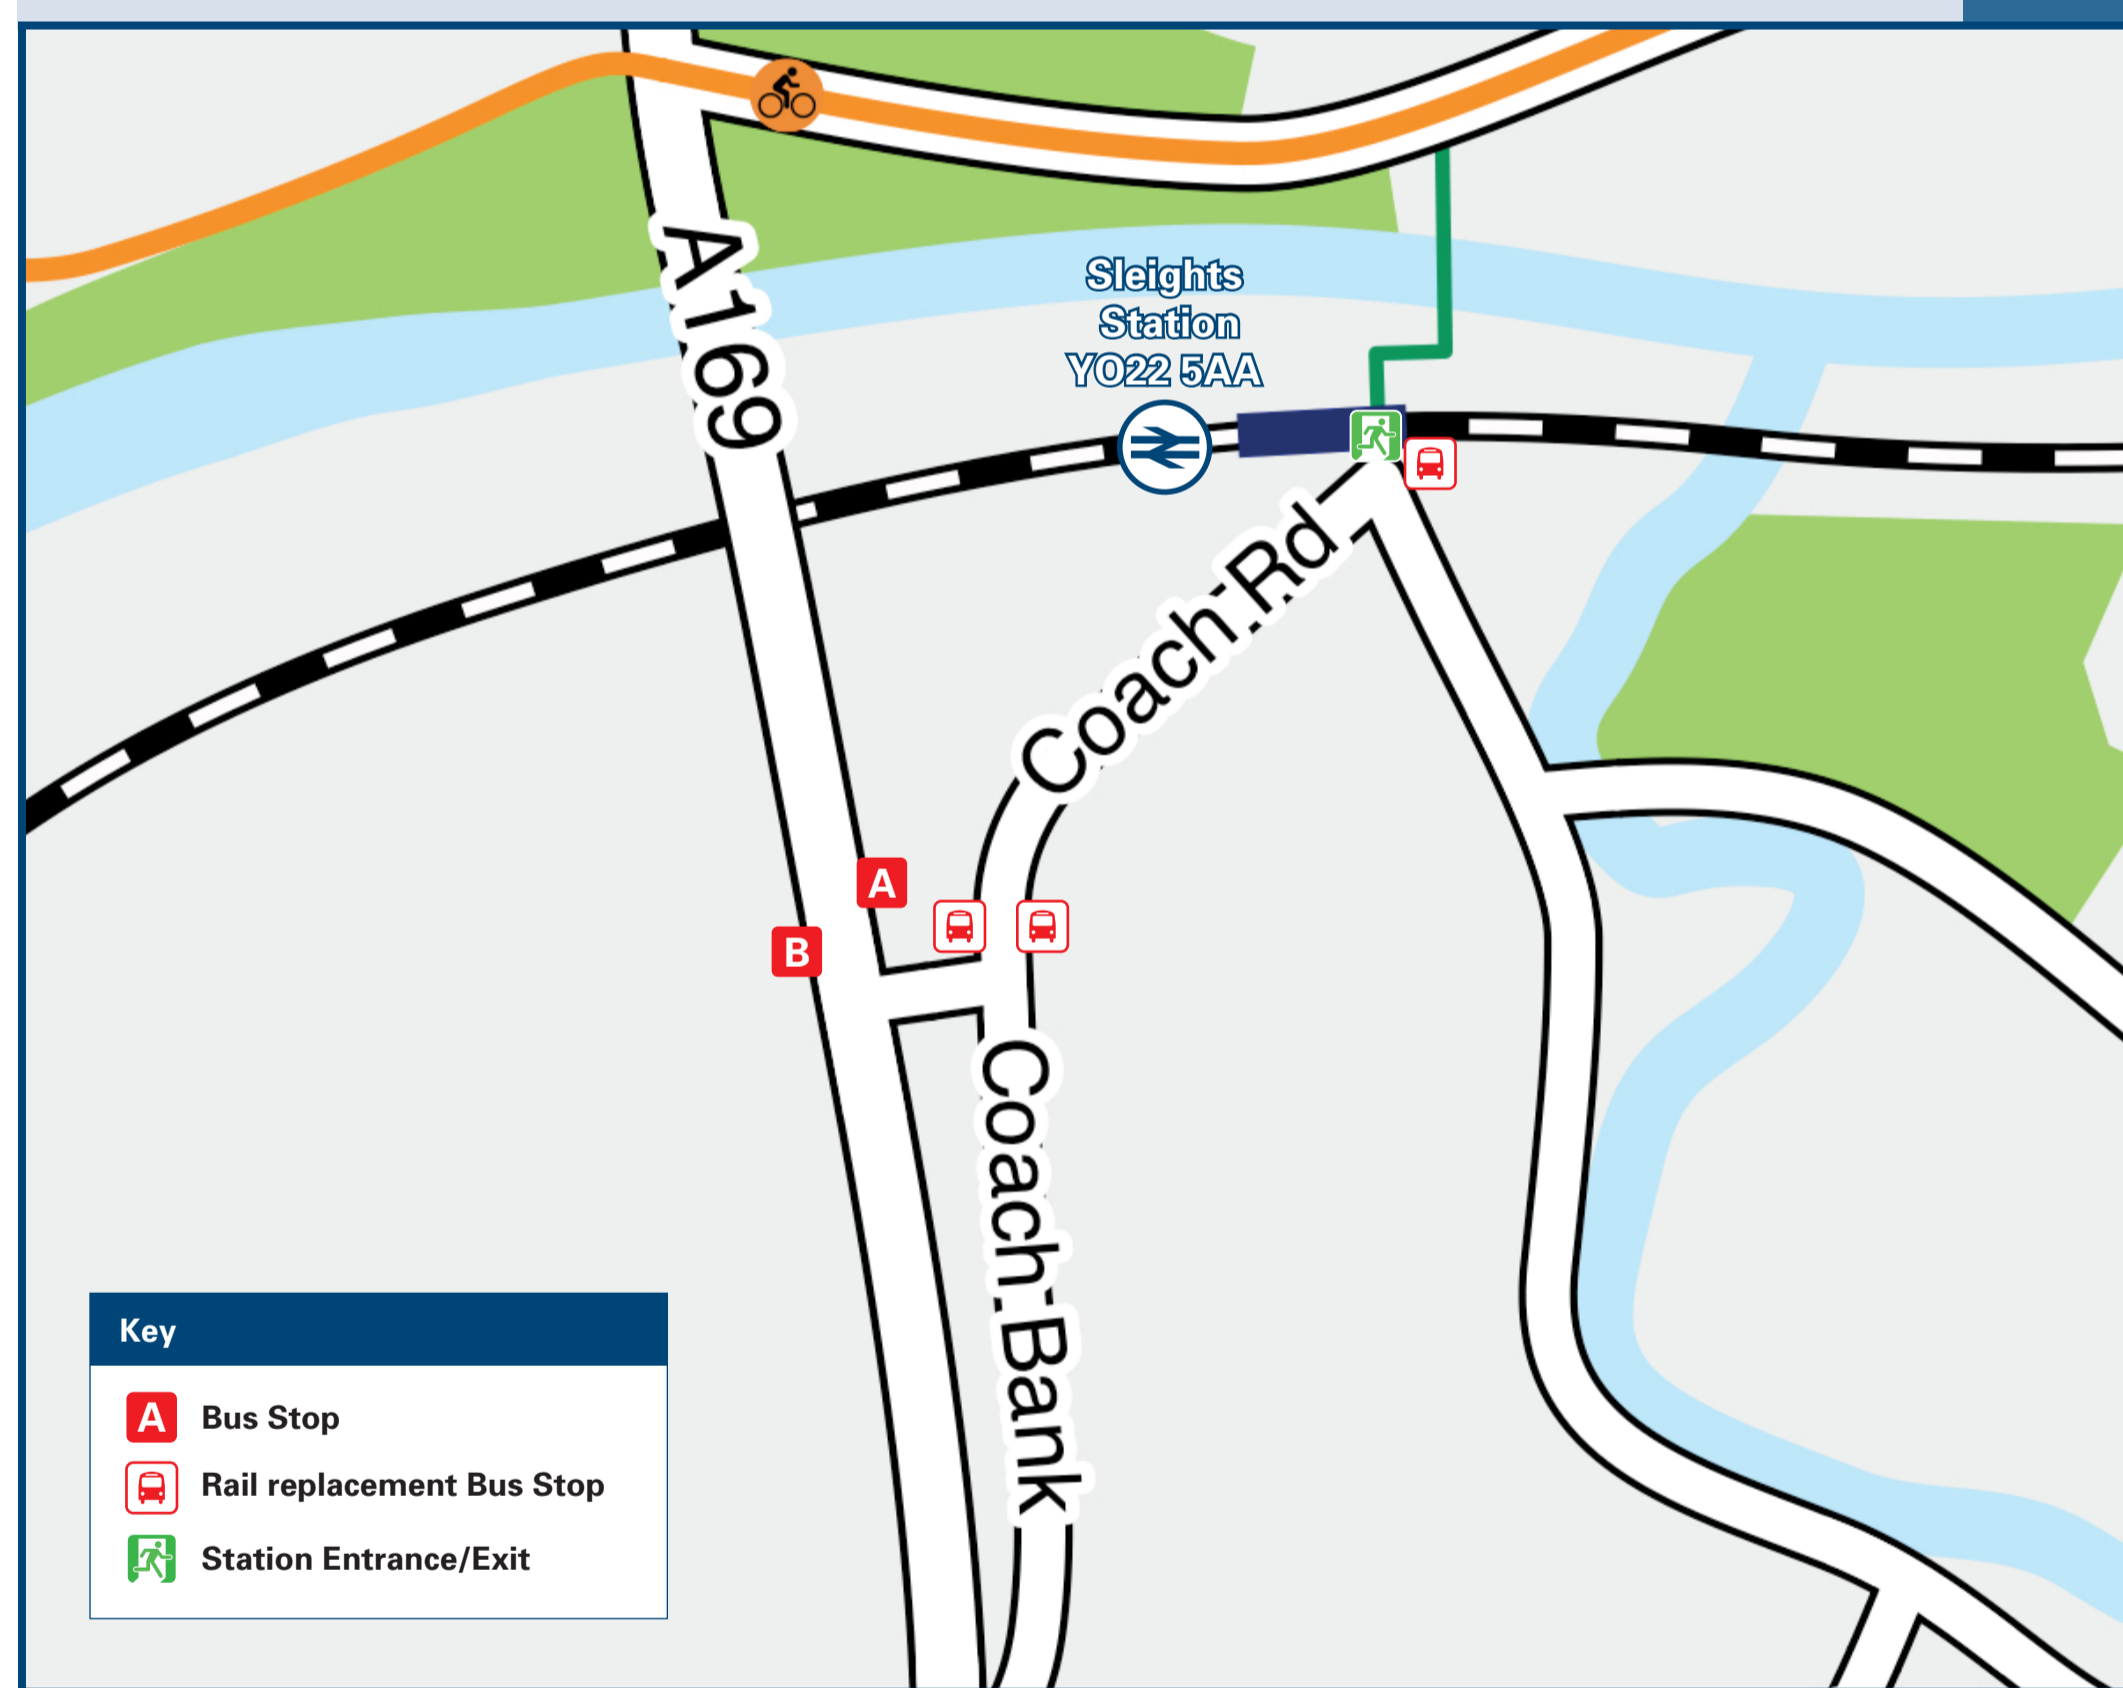 A169
Sleights
Station
YO22 5AA
Coach Rd
A
B
Coach Bank
Key
A Bus Stop
Rail replacement Bus Stop
Station Entrance/Exit